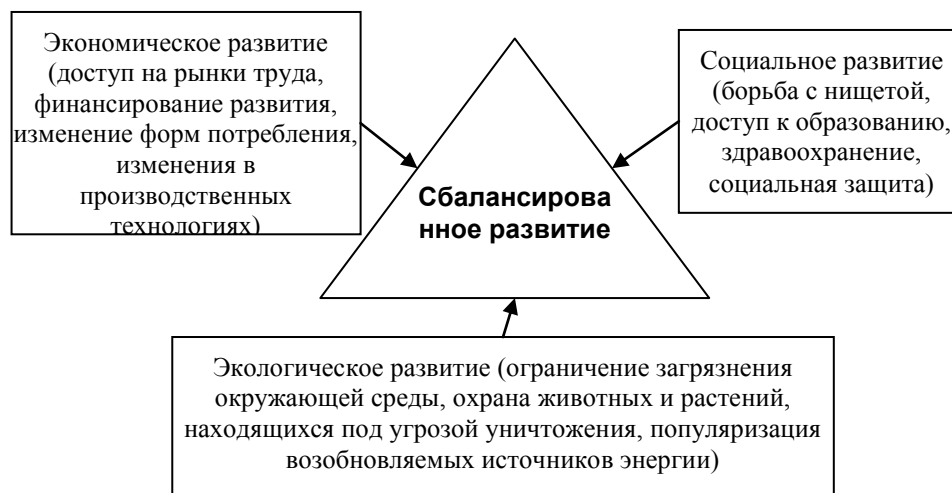 Экономическое развитие
(доступ на рынки труда,
финансирование развития,
изменение форм потребления,
изменения в
производственных
технологиях)
Социальное развитие
(борьба с нищетой,
доступ к образованию,
здравоохранение,
социальная защита)
Сбалансирова
нное развитие
Экологическое развитие (ограничение загрязнения
окружающей среды, охрана животных и растений,
находящихся под угрозой уничтожения, популяризация
возобновляемых источников энергии)